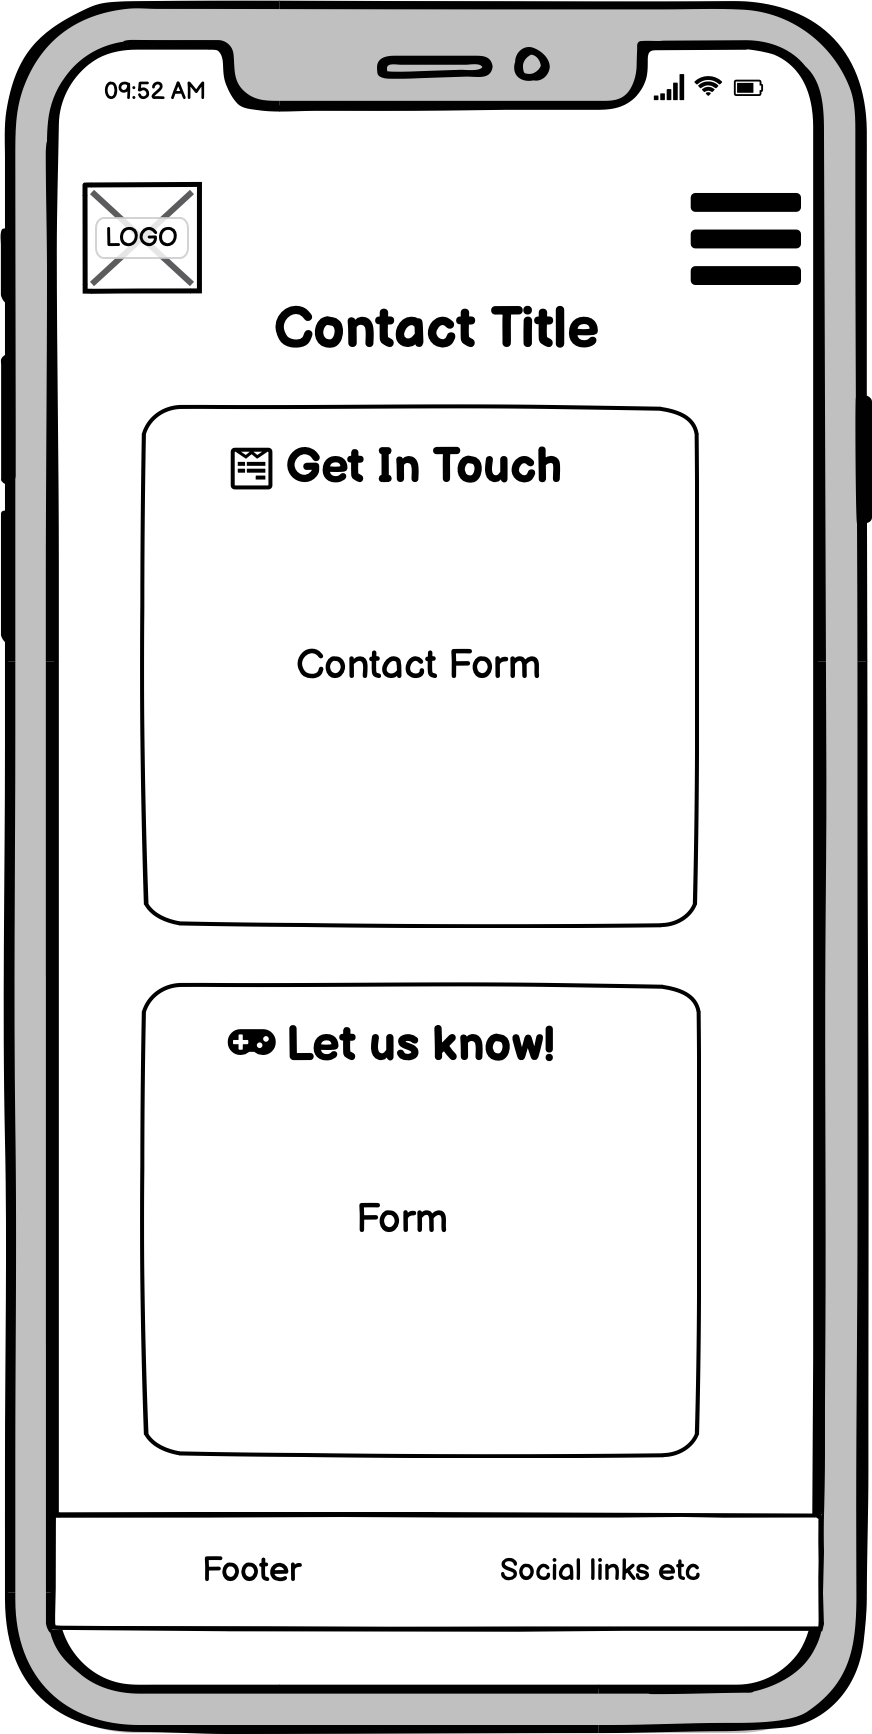 09:52 AM
LOGO
Contact Title
Get In Touch
Contact Form
Let us know!
Form
Footer
Social links etc